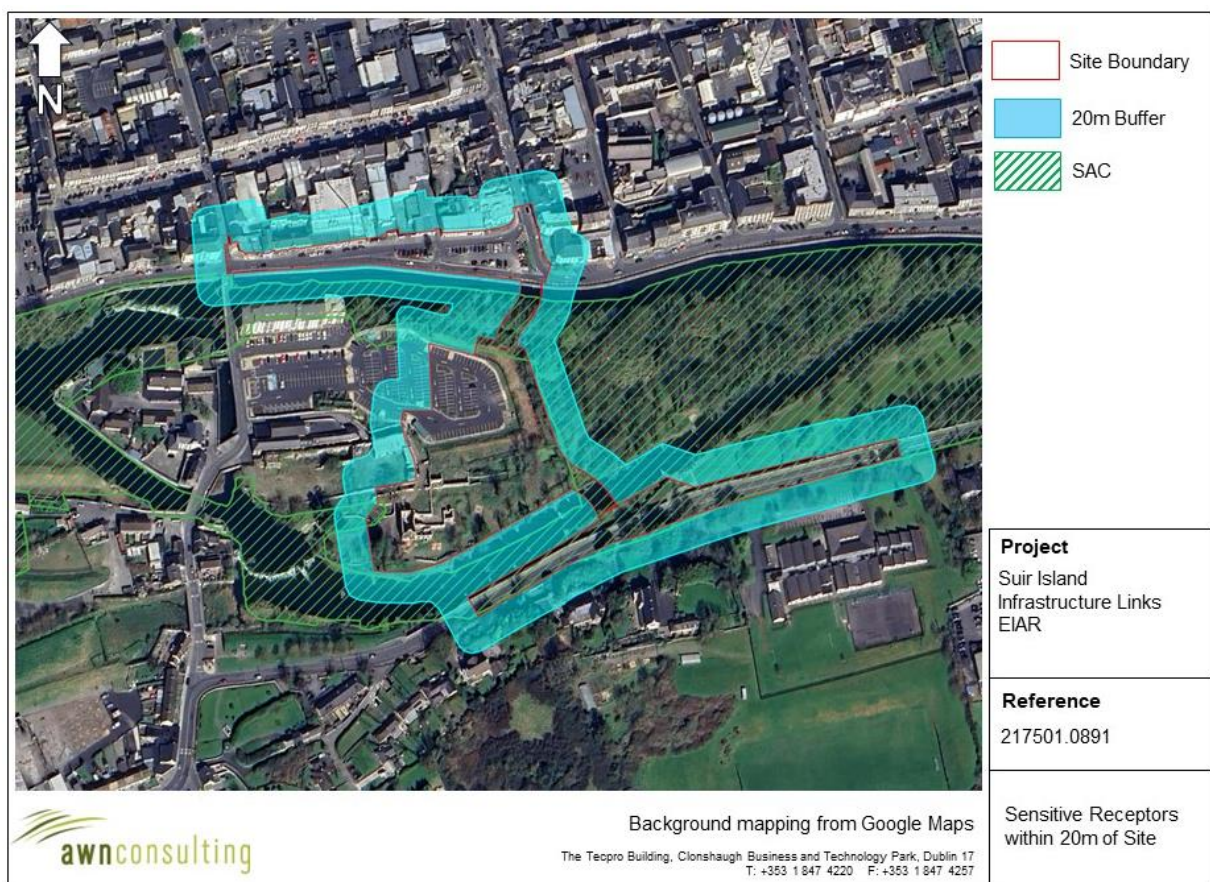 N
Site Boundary
20m Buffer
SAC
Project
Suir Island
Infrastructure Links
EIAR
Reference
217501.0891
Sensitive Receptors
within 20m of Site
awnconsulting
Background mapping from Google Maps
The Tecpro Building, Clonshaugh Business and Technology Park, Dublin 17
T: +353 1 847 4220 F: +353 1 847 4257